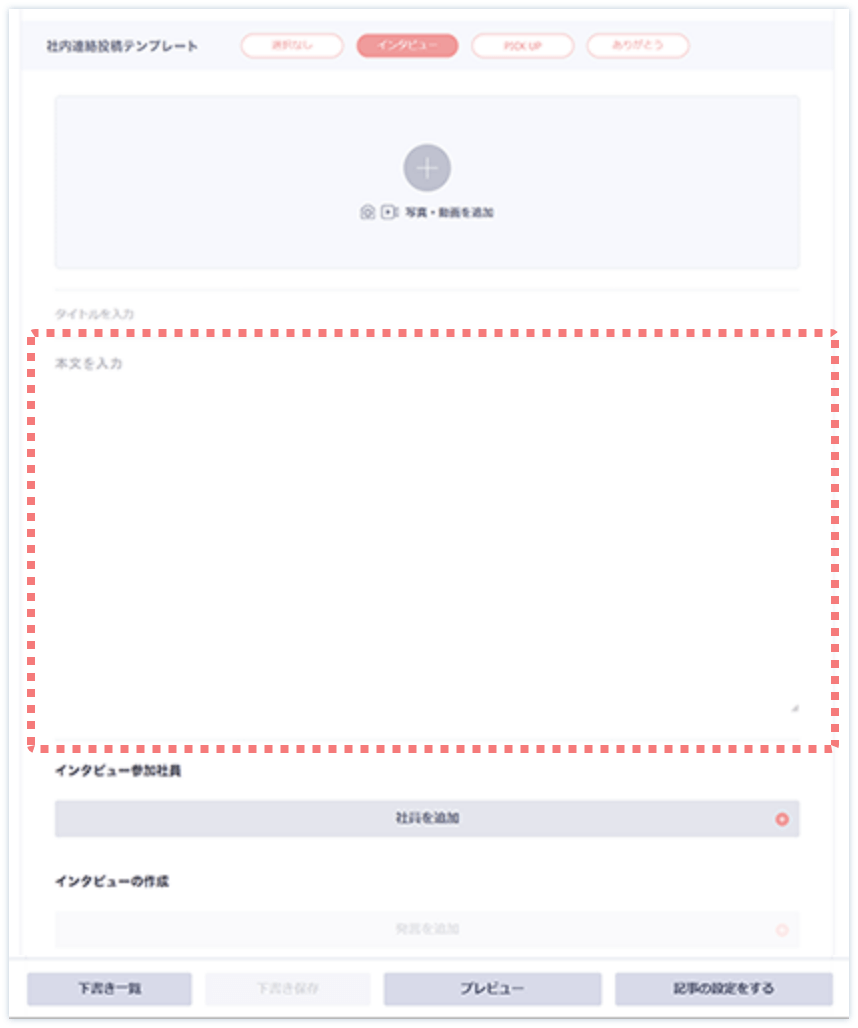 社内連絡投稿テンプレート 選択なし インタビュー PICK UP ありがとう
写真・動画を追加
タイトルを入力
本文を入力
インタビュー参加社員
社員を追加
インタビューの作成
発言を追加
下書き一覧 下書き保存 プレビュー 記事の設定をする